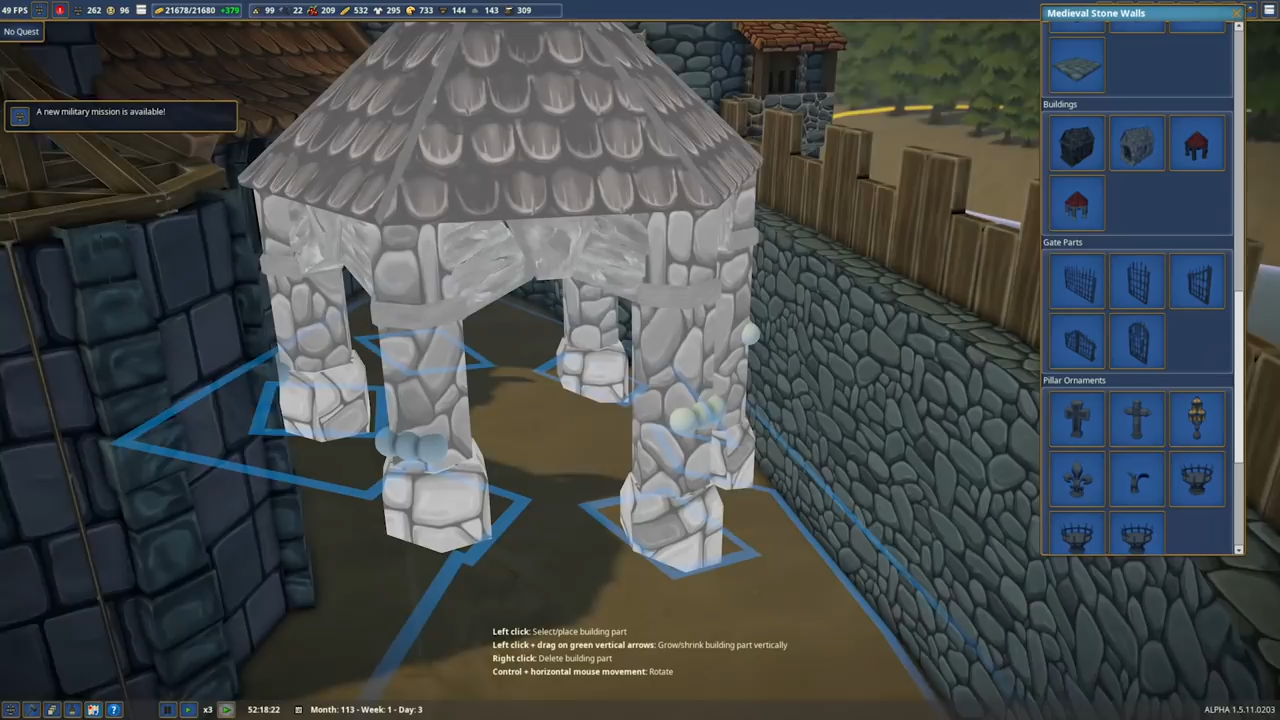 49 FPS 262 96 21678/21680 +379 99 22 209 532 295 733 144 143 309
No Quest
A new military mission is available!
Medieval Stone Walls
Buildings
Gate Parts
Pillar Ornaments
Left click: Select/place building part
Left click + drag on green vertical arrows: Grow/shrink building part vertically
Right click: Delete building part
Control + horizontal mouse movement: Rotate
x3 52:18:22 Month: 113 - Week: 1 - Day: 3 ALPHA 1.5.11.0203